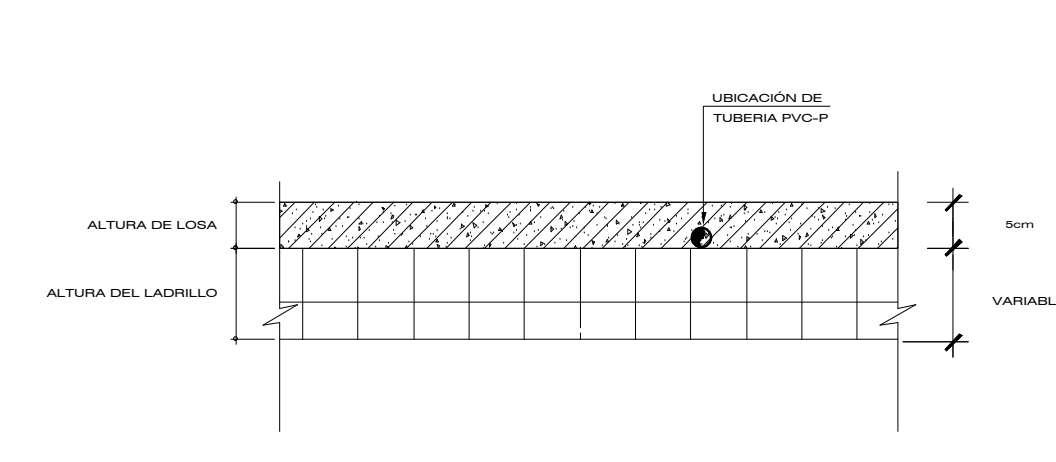 UBICACIÓN DE
TUBERIA PVC-P
ALTURA DE LOSA
5cm
ALTURA DEL LADRILLO
VARIABL